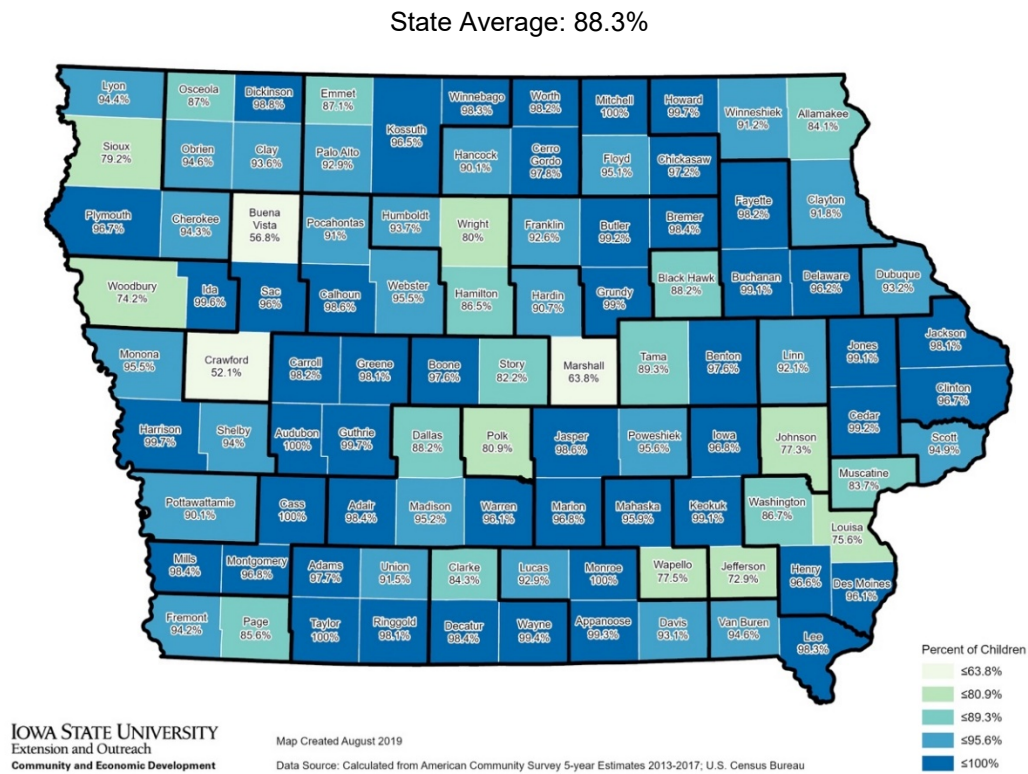 State Average: 88.3%
Lyon
94.4%
Osceola
87%
Dickinson
98.8%
Emmet
87.1%
Kossuth
96.5%
Winnebago
98.3%
Worth
98.2%
Mitchell
100%
Howard
99.7%
Winneshiek
91.2%
Allamakee
84.1%
Sioux
79.2%
Obrien
94.6%
Clay
93.6%
Palo Alto
92.9%
Hancock
90.1%
Cerro
Gordo
97.8%
Floyd
95.1%
Chickasaw
97.2%
Fayette
98.2%
Clayton
91.8%
Plymouth
96.7%
Cherokee
94.3%
Buena
Vista
56.8%
Pocahontas
91%
Humboldt
93.7%
Wright
80%
Franklin
92.6%
Butler
99.2%
Bremer
98.4%
Woodbury
74.2%
Ida
99.6%
Sac
96%
Calhoun
98.6%
Webster
95.5%
Hamilton
86.5%
Hardin
90.7%
Grundy
99%
Black Hawk
88.2%
Buchanan
99.1%
Delaware
96.2%
Dubuque
93.2%
Monona
95.5%
Crawford
52.1%
Carroll
98.2%
Greene
98.1%
Boone
97.6%
Story
82.2%
Marshall
63.8%
Tama
89.3%
Benton
97.6%
Linn
92.1%
Jones
99.1%
Jackson
98.1%
Clinton
96.7%
Harrison
99.7%
Shelby
94%
Audubon
100%
Guthrie
99.7%
Dallas
88.2%
Polk
80.9%
Jasper
98.6%
Poweshiek
95.6%
Iowa
96.8%
Johnson
77.3%
Cedar
99.2%
Scott
94.9%
Muscatine
83.7%
Pottawattamie
90.1%
Cass
100%
Adair
98.4%
Madison
95.2%
Warren
96.1%
Marion
96.8%
Mahaska
95.9%
Keokuk
99.1%
Washington
86.7%
Louisa
75.6%
Mills
98.4%
Montgomery
96.8%
Adams
97.7%
Union
91.5%
Clarke
84.3%
Lucas
92.9%
Monroe
100%
Wapello
77.5%
Jefferson
72.9%
Henry
96.6%
Des Moines
96.1%
Fremont
94.2%
Page
85.6%
Taylor
100%
Ringgold
98.1%
Decatur
98.4%
Wayne
99.4%
Appanoose
99.3%
Davis
93.1%
Van Buren
94.6%
Lee
98.3%
Percent of Children
≤63.8%
≤80.9%
≤89.3%
≤95.6%
≤100%
IOWA STATE UNIVERSITY
Extension and Outreach
Community and Economic Development
Map Created August 2019
Data Source: Calculated from American Community Survey 5-year Estimates 2013-2017; U.S. Census Bureau